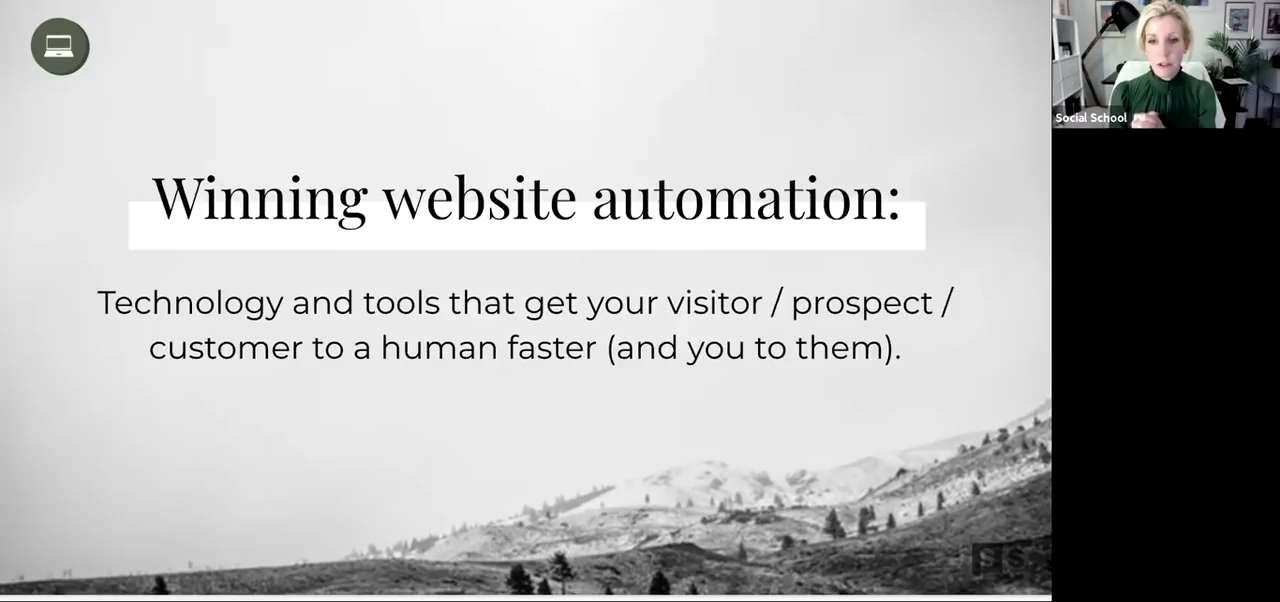 Winning website automation:
Technology and tools that get your visitor / prospect /
customer to a human faster (and you to them).
Social School
SS